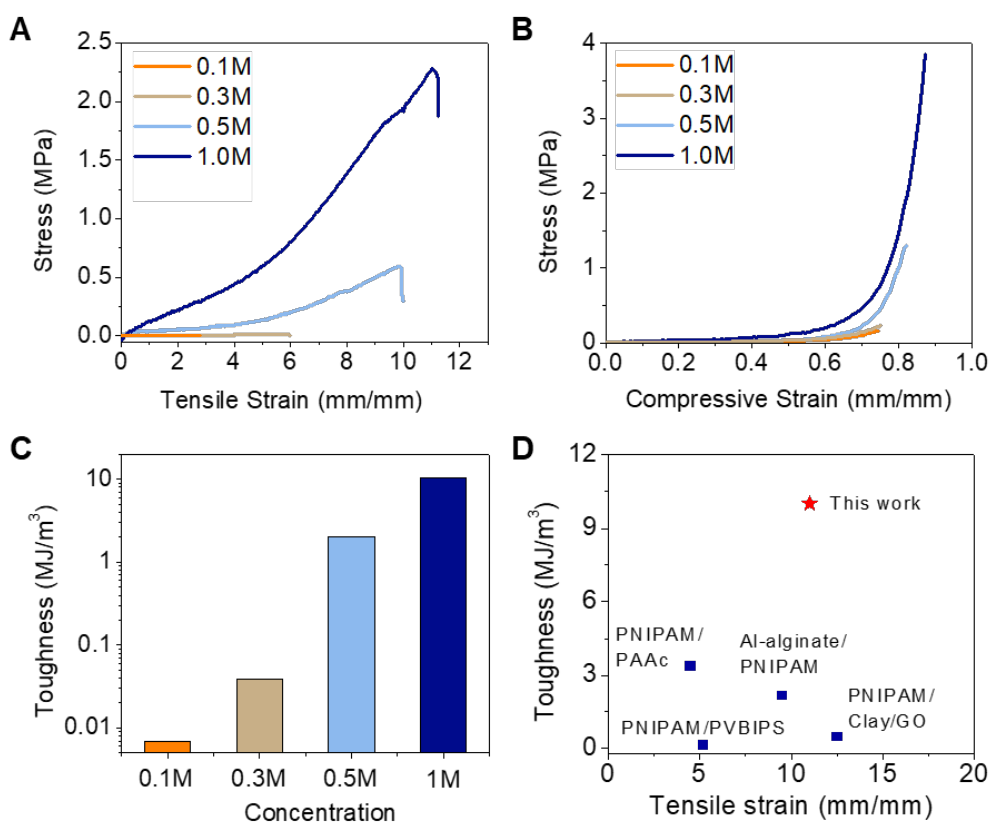 A
2.5
2.0
1.5
1.0
0.5
0.0
Stress (MPa)
0.1M
0.3M
0.5M
1.0M
0 2 4 6 8 10 12
Tensile Strain (mm/mm)
B
4
3
2
1
0
Stress (MPa)
0.1M
0.3M
0.5M
1.0M
0.0 0.2 0.4 0.6 0.8 1.0
Compressive Strain (mm/mm)
C
10
1
0.1
0.01
Toughness (MJ/m³)
0.1M 0.3M 0.5M 1M
Concentration
D
12
9
6
3
0
Toughness (MJ/m³)
This work
PNIPAM/
PAAc
Al-alginate/
PNIPAM
PNIPAM/
Clay/GO
PNIPAM/PVBIPS
0 5 10 15 20
Tensile strain (mm/mm)